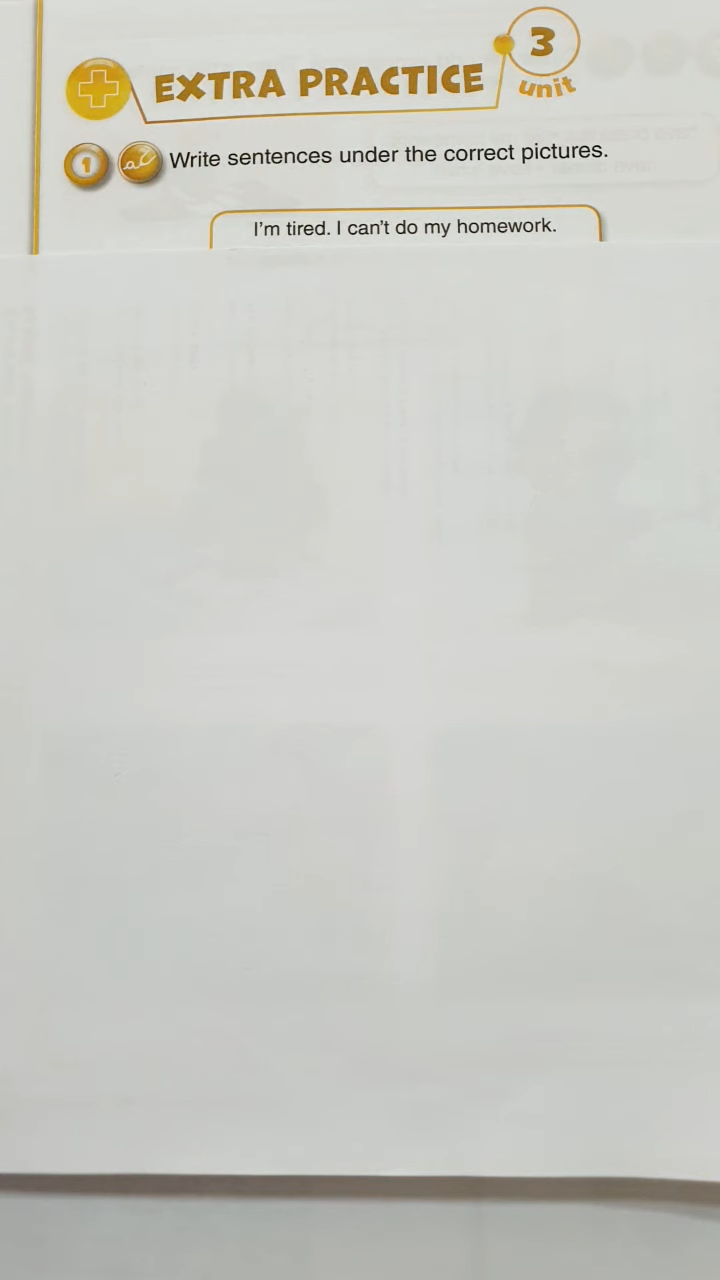 3
EXTRA PRACTICE
unit
1 Write sentences under the correct pictures.
I'm tired. I can't do my homework.